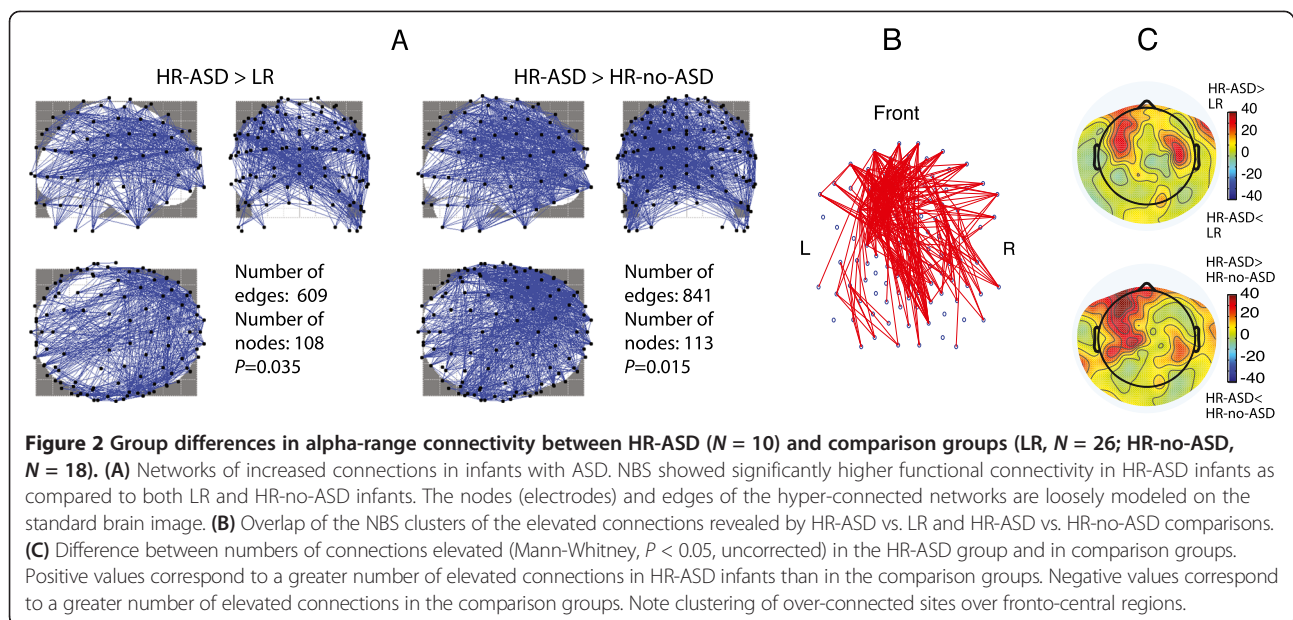 A
B
C
HR-ASD > LR
HR-ASD > HR-no-ASD
Number of
edges: 609
Number of
nodes: 108
P=0.035
Number of
edges: 841
Number of
nodes: 113
P=0.015
Front
L
R
HR-ASD>
LR
40
20
0
-20
-40
HR-ASD<
LR
HR-ASD>
HR-no-ASD
40
20
0
-20
-40
HR-ASD<
HR-no-ASD
Figure 2 Group differences in alpha-range connectivity between HR-ASD (N = 10) and comparison groups (LR, N = 26; HR-no-ASD,
N = 18). (A) Networks of increased connections in infants with ASD. NBS showed significantly higher functional connectivity in HR-ASD infants as
compared to both LR and HR-no-ASD infants. The nodes (electrodes) and edges of the hyper-connected networks are loosely modeled on the
standard brain image. (B) Overlap of the NBS clusters of the elevated connections revealed by HR-ASD vs. LR and HR-ASD vs. HR-no-ASD comparisons.
(C) Difference between numbers of connections elevated (Mann-Whitney, P < 0.05, uncorrected) in the HR-ASD group and in comparison groups.
Positive values correspond to a greater number of elevated connections in HR-ASD infants than in the comparison groups. Negative values correspond
to a greater number of elevated connections in the comparison groups. Note clustering of over-connected sites over fronto-central regions.